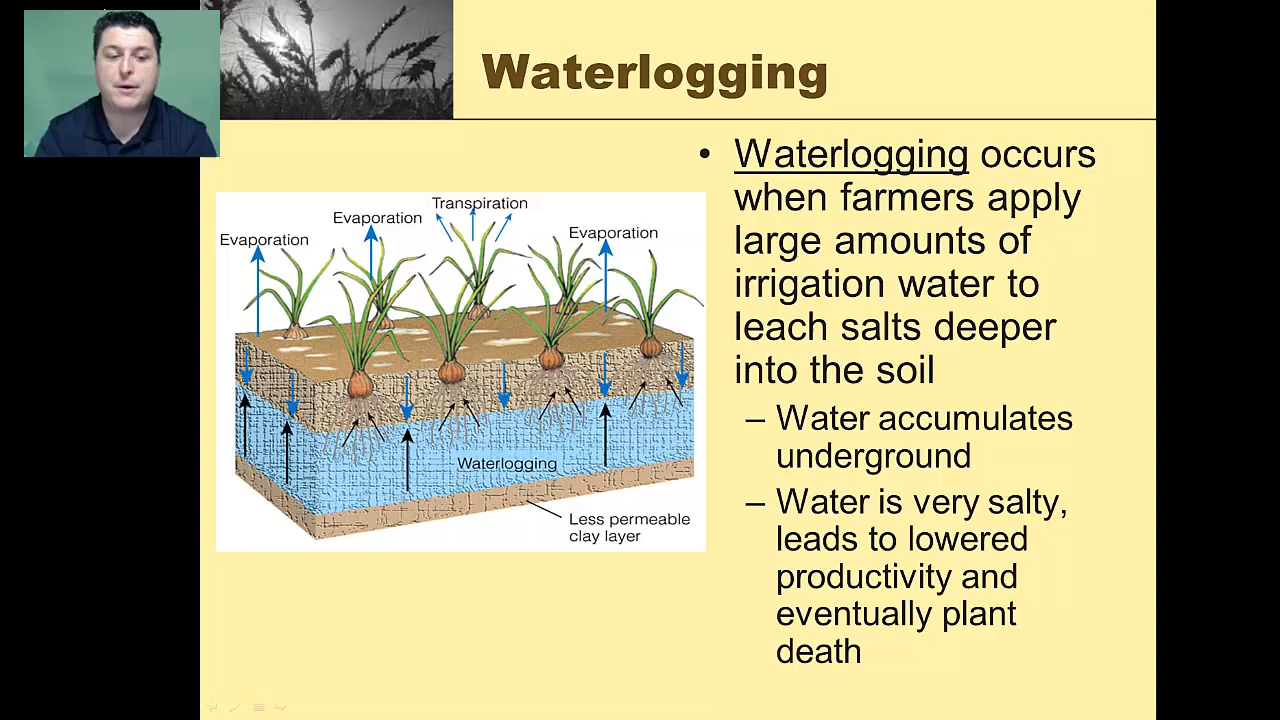 Waterlogging
• Waterlogging occurs
when farmers apply
large amounts of
irrigation water to
leach salts deeper
into the soil
– Water accumulates
underground
– Water is very salty,
leads to lowered
productivity and
eventually plant
death
Transpiration
Evaporation
Evaporation
Evaporation
Waterlogging
Less permeable
clay layer